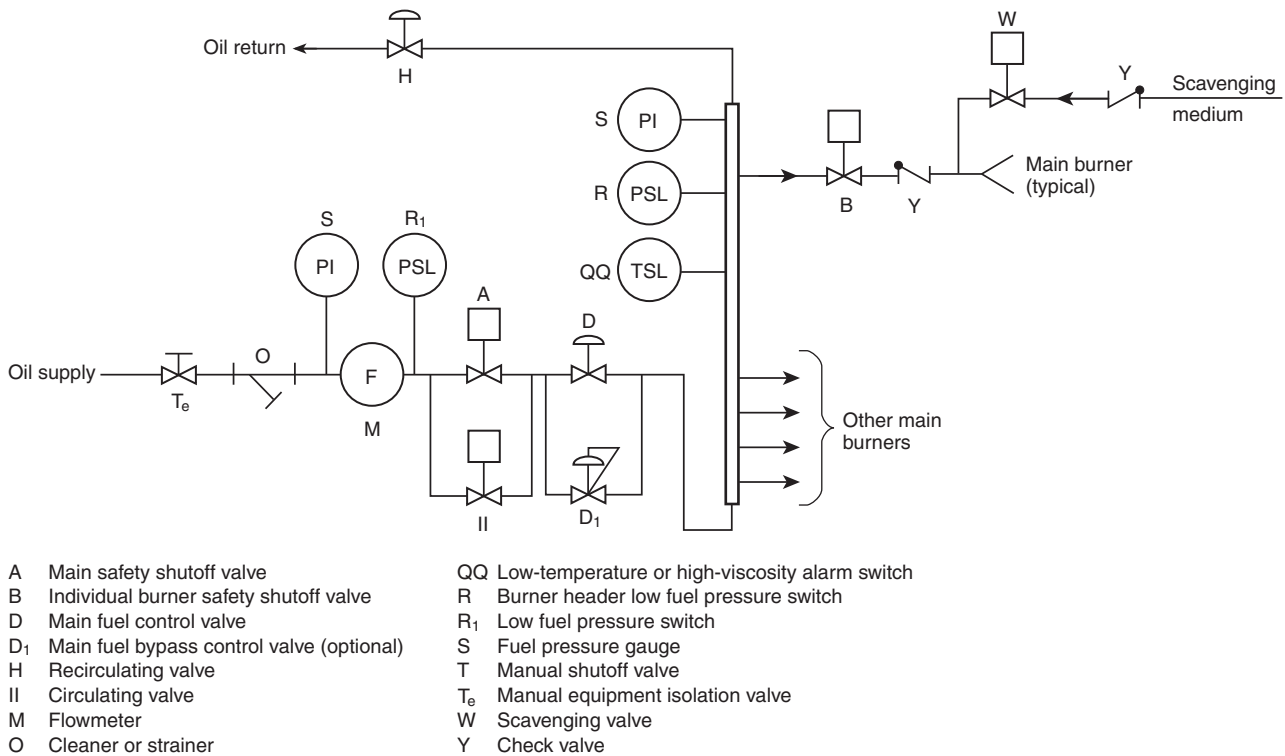 W
Oil return
H
Y
Scavenging
medium
S
PI
B
Y
Main burner
(typical)
R
PSL
S
R₁
QQ
TSL
PI
PSL
A
D
Oil supply
O
Tₑ
F
M
Other main
burners
II
D₁
A Main safety shutoff valve
B Individual burner safety shutoff valve
D Main fuel control valve
D₁ Main fuel bypass control valve (optional)
H Recirculating valve
II Circulating valve
M Flowmeter
O Cleaner or strainer
QQ Low-temperature or high-viscosity alarm switch
R Burner header low fuel pressure switch
R₁ Low fuel pressure switch
S Fuel pressure gauge
T Manual shutoff valve
Tₑ Manual equipment isolation valve
W Scavenging valve
Y Check valve